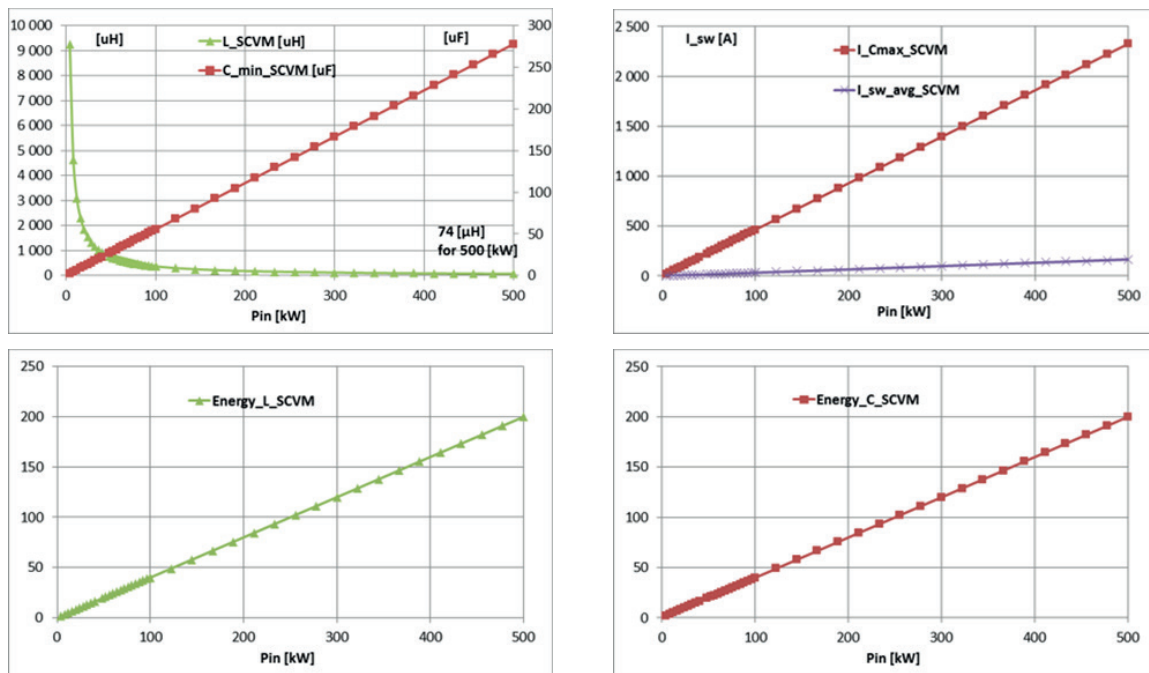 10 000
9 000
8 000
7 000
6 000
5 000
4 000
3 000
2 000
1 000
0
[uH]
L_SCVM [uH]
C_min_SCVM [uF]
[uF]
300
250
200
150
100
50
0
74 [µH]
for 500 [kW]
0 100 200 300 400 500
Pin [kW]
2 500
2 000
1 500
1 000
500
0
I_sw [A]
I_Cmax_SCVM
I_sw_avg_SCVM
0 100 200 300 400 500
Pin [kW]
250
200
150
100
50
0
Energy_L_SCVM
0 100 200 300 400 500
Pin [kW]
250
200
150
100
50
0
Energy_C_SCVM
0 100 200 300 400 500
Pin [kW]